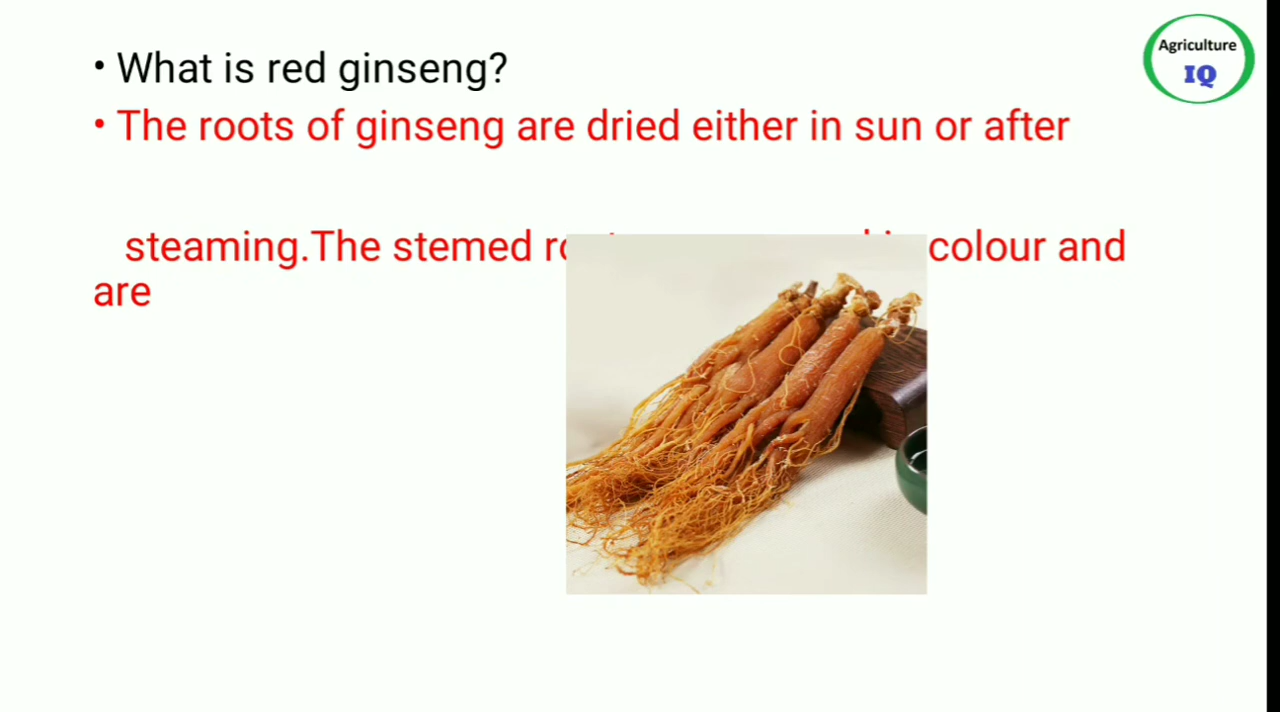 • What is red ginseng?
• The roots of ginseng are dried either in sun or after
steaming.The stemed colour and
are
Agriculture
IQ